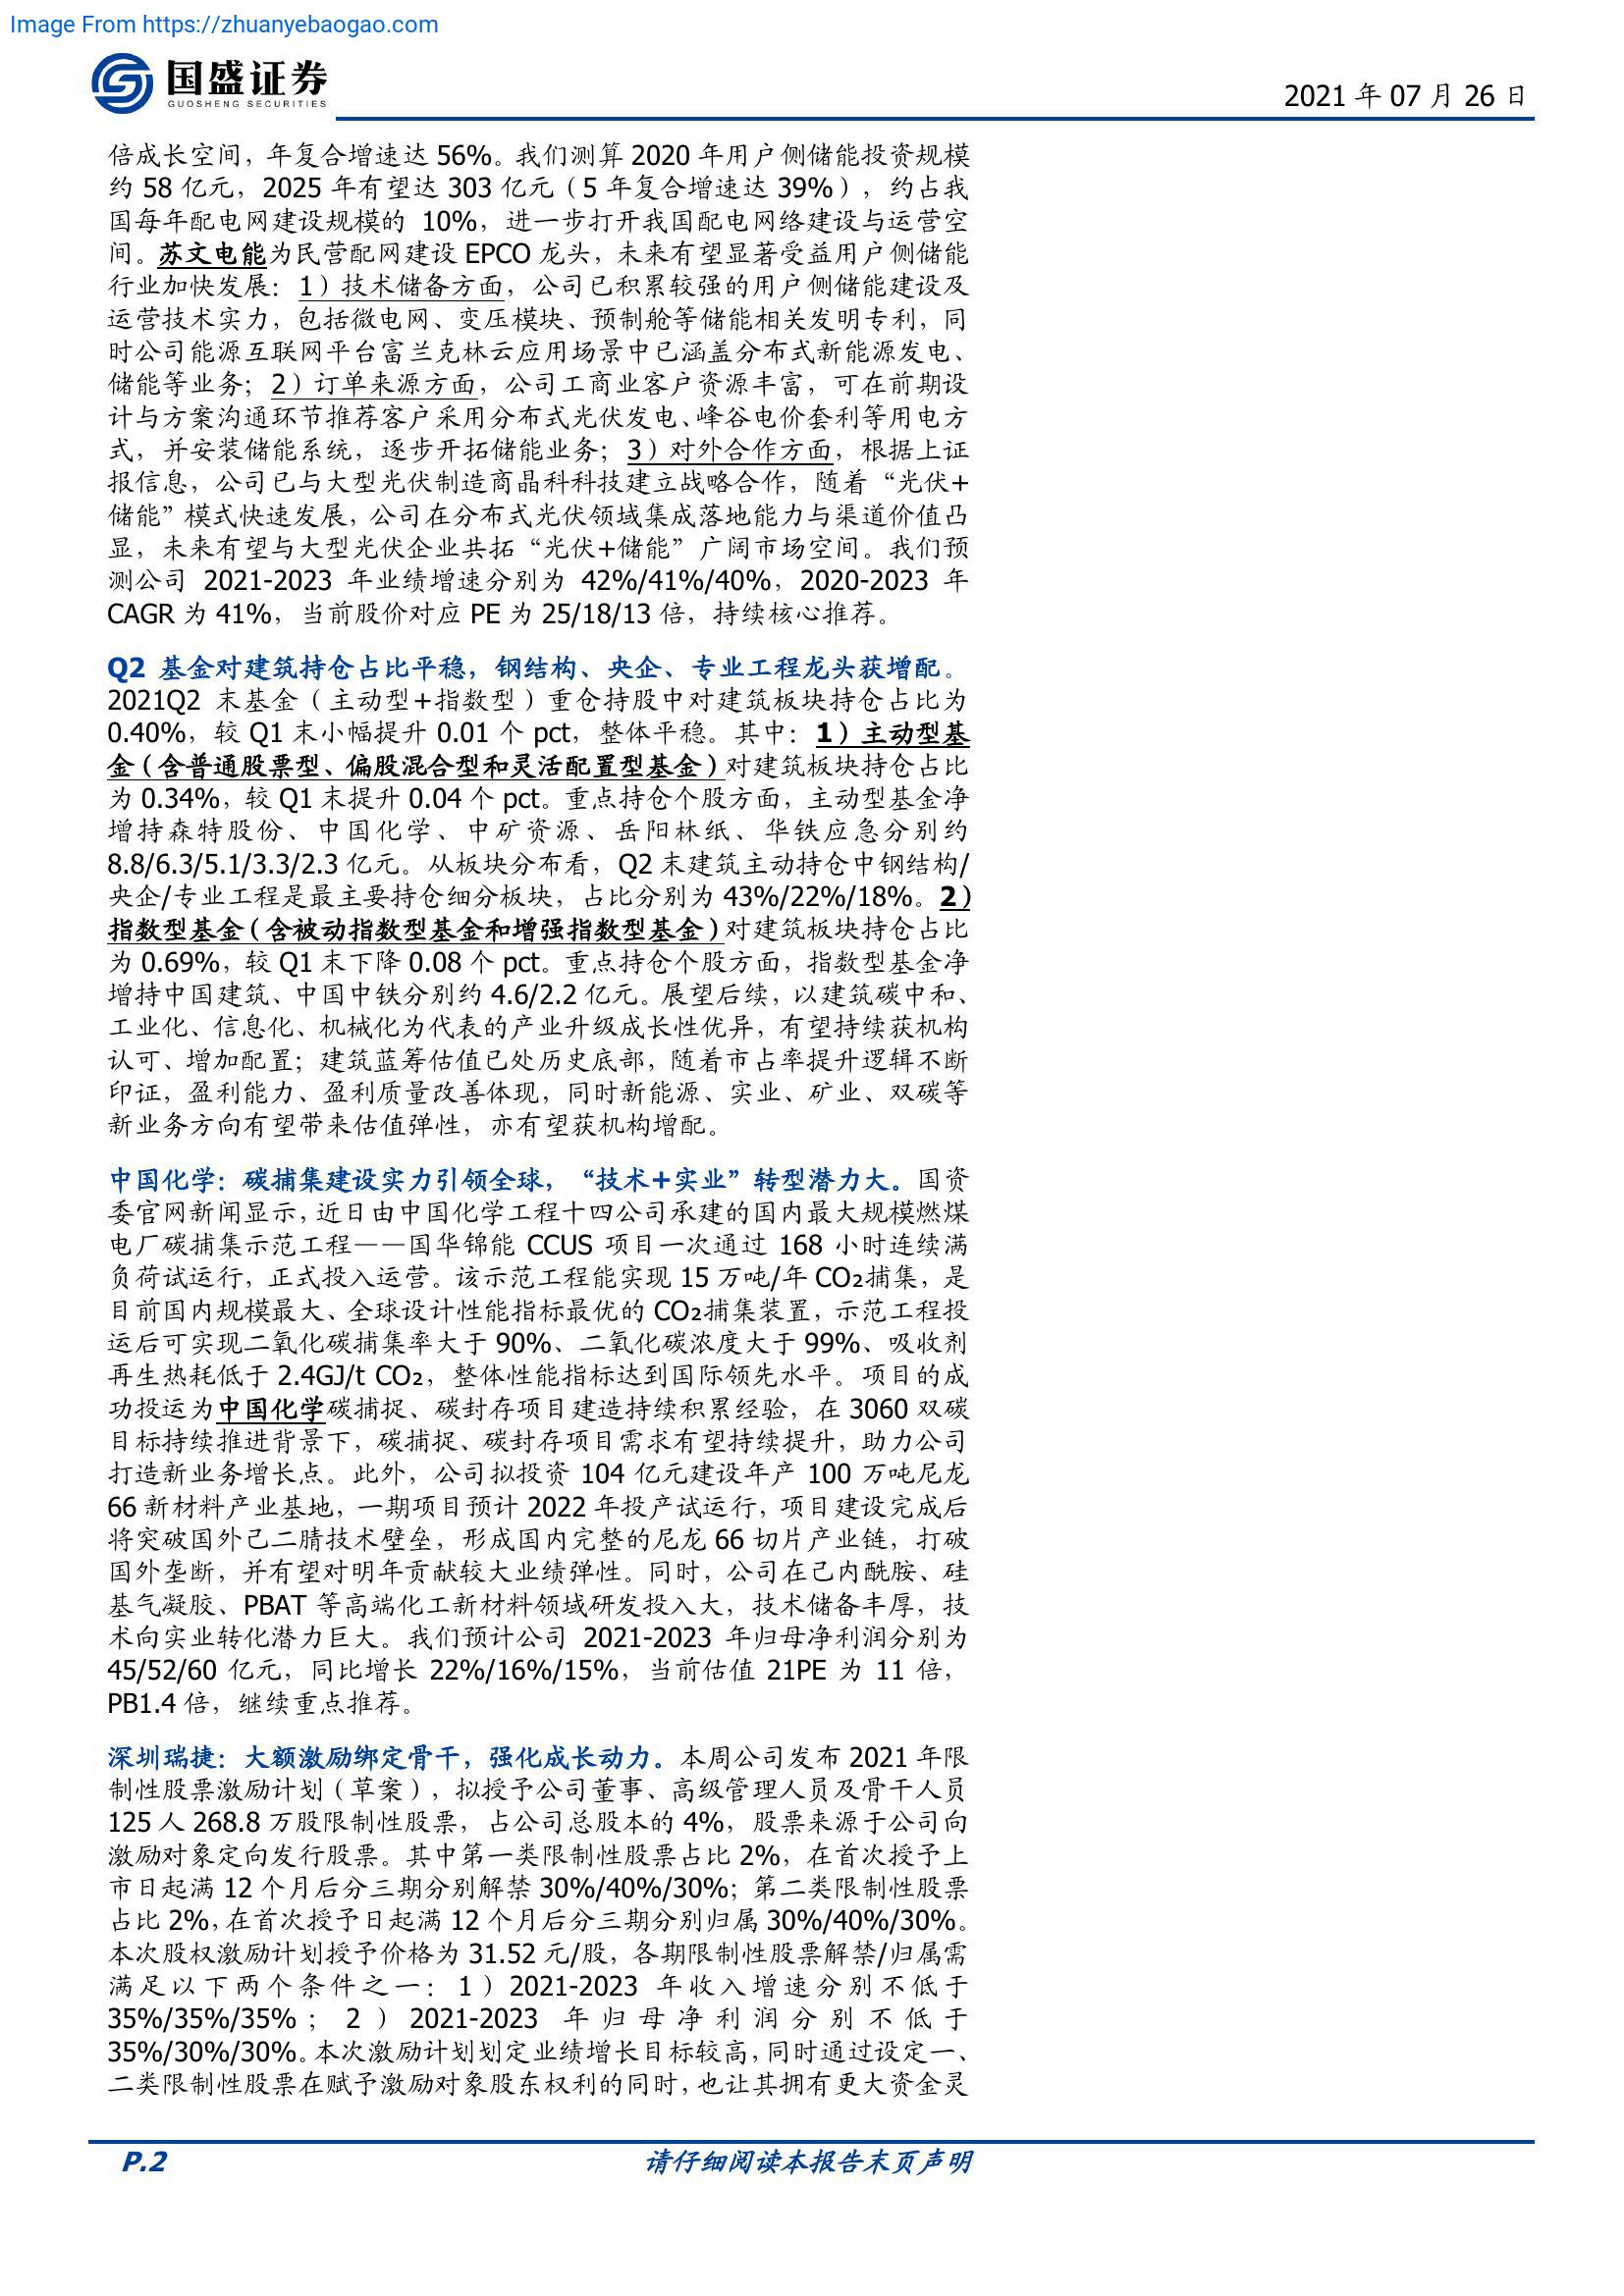 Image From https://zhuanyebaogao.com
国盛证券
GUOSHENG SECURITIES
2021 年 07 月 26 日
倍成长空间，年复合增速达 56%。我们测算 2020 年用户侧储能投资规模
约 58 亿元，2025 年有望达 303 亿元（5 年复合增速达 39%），约占我
国每年配电网建设规模的 10%，进一步打开我国配电网络建设与运营空
间。苏文电能为民营配网建设 EPCO 龙头，未来有望显著受益用户侧储能
行业加快发展：1）技术储备方面，公司已积累较强的用户侧储能建设及
运营技术实力，包括微电网、变压模块、预制舱等储能相关发明专利，同
时公司能源互联网平台富兰克林云应用场景中已涵盖分布式新能源发电、
储能等业务；2）订单来源方面，公司工商业客户资源丰富，可在前期设
计与方案沟通环节推荐客户采用分布式光伏发电、峰谷电价套利等用电方
式，并安装储能系统，逐步开拓储能业务；3）对外合作方面，根据上证
报信息，公司已与大型光伏制造商晶科科技建立战略合作，随着“光伏+
储能”模式快速发展，公司在分布式光伏领域集成落地能力与渠道价值凸
显，未来有望与大型光伏企业共拓“光伏+储能”广阔市场空间。我们预
测公司 2021-2023 年业绩增速分别为 42%/41%/40%，2020-2023 年
CAGR 为 41%，当前股价对应 PE 为 25/18/13 倍，持续核心推荐。
Q2 基金对建筑持仓占比平稳，钢结构、央企、专业工程龙头获增配。
2021Q2 末基金（主动型+指数型）重仓持股中对建筑板块持仓占比为
0.40%，较 Q1 末小幅提升 0.01 个 pct，整体平稳。其中：1）主动型基
金（含普通股票型、偏股混合型和灵活配置型基金）对建筑板块持仓占比
为 0.34%，较 Q1 末提升 0.04 个 pct。重点持仓个股方面，主动型基金净
增持森特股份、中国化学、中矿资源、岳阳林纸、华铁应急分别约
8.8/6.3/5.1/3.3/2.3 亿元。从板块分布看，Q2 末建筑主动持仓中钢结构/
央企/专业工程是最主要持仓细分板块，占比分别为 43%/22%/18%。2）
指数型基金（含被动指数型基金和增强指数型基金）对建筑板块持仓占比
为 0.69%，较 Q1 末下降 0.08 个 pct。重点持仓个股方面，指数型基金净
增持中国建筑、中国中铁分别约 4.6/2.2 亿元。展望后续，以建筑碳中和、
工业化、信息化、机械化为代表的产业升级成长性优异，有望持续获机构
认可、增加配置；建筑蓝筹估值已处历史底部，随着市占率提升逻辑不断
印证，盈利能力、盈利质量改善体现，同时新能源、实业、矿业、双碳等
新业务方向有望带来估值弹性，亦有望获机构增配。
中国化学：碳捕集建设实力引领全球，“技术+实业”转型潜力大。国资
委官网新闻显示，近日由中国化学工程十四公司承建的国内最大规模燃煤
电厂碳捕集示范工程——国华锦能 CCUS 项目一次通过 168 小时连续满
负荷试运行，正式投入运营。该示范工程能实现 15 万吨/年 CO₂捕集，是
目前国内规模最大、全球设计性能指标最优的 CO₂捕集装置，示范工程投
运后可实现二氧化碳捕集率大于 90%、二氧化碳浓度大于 99%、吸收剂
再生热耗低于 2.4GJ/t CO₂，整体性能指标达到国际领先水平。项目的成
功投运为中国化学碳捕捉、碳封存项目建造持续积累经验，在 3060 双碳
目标持续推进背景下，碳捕捉、碳封存项目需求有望持续提升，助力公司
打造新业务增长点。此外，公司拟投资 104 亿元建设年产 100 万吨尼龙
66 新材料产业基地，一期项目预计 2022 年投产试运行，项目建设完成后
将突破国外己二腈技术壁垒，形成国内完整的尼龙 66 切片产业链，打破
国外垄断，并有望对明年贡献较大业绩弹性。同时，公司在己内酰胺、硅
基气凝胶、PBAT 等高端化工新材料领域研发投入大，技术储备丰厚，技
术向实业转化潜力巨大。我们预计公司 2021-2023 年归母净利润分别为
45/52/60 亿元，同比增长 22%/16%/15%，当前估值 21PE 为 11 倍，
PB1.4 倍，继续重点推荐。
深圳瑞捷：大额激励绑定骨干，强化成长动力。本周公司发布 2021 年限
制性股票激励计划（草案），拟授予公司董事、高级管理人员及骨干人员
125 人 268.8 万股限制性股票，占公司总股本的 4%，股票来源于公司向
激励对象定向发行股票。其中第一类限制性股票占比 2%，在首次授予上
市日起满 12 个月后分三期分别解禁 30%/40%/30%；第二类限制性股票
占比 2%，在首次授予日起满 12 个月后分三期分别归属 30%/40%/30%。
本次股权激励计划授予价格为 31.52 元/股，各期限制性股票解禁/归属需
满足以下两个条件之一：1）2021-2023 年收入增速分别不低于
35%/35%/35%；2）2021-2023 年归母净利润分别不低于
35%/30%/30%。本次激励计划划定业绩增长目标较高，同时通过设定一、
二类限制性股票在赋予激励对象股东权利的同时，也让其拥有更大资金灵
P.2
请仔细阅读本报告末页声明